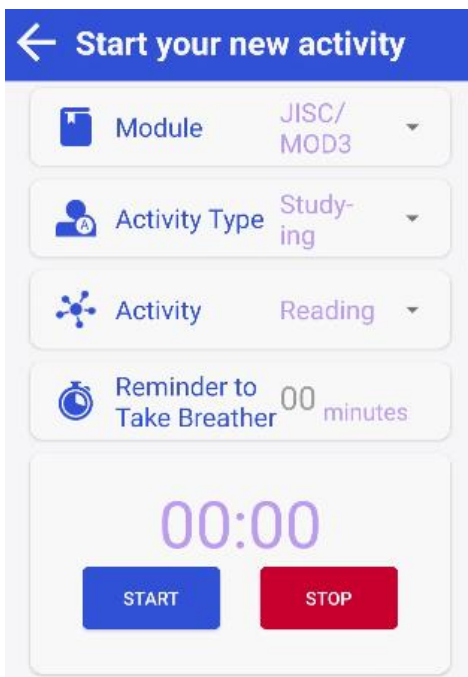 Start your new activity
Module
JISC/
MOD3
Activity Type
Study-
ing
A
Activity
Reading
Reminder to
Take Breather
00 minutes
00:00
START
STOP